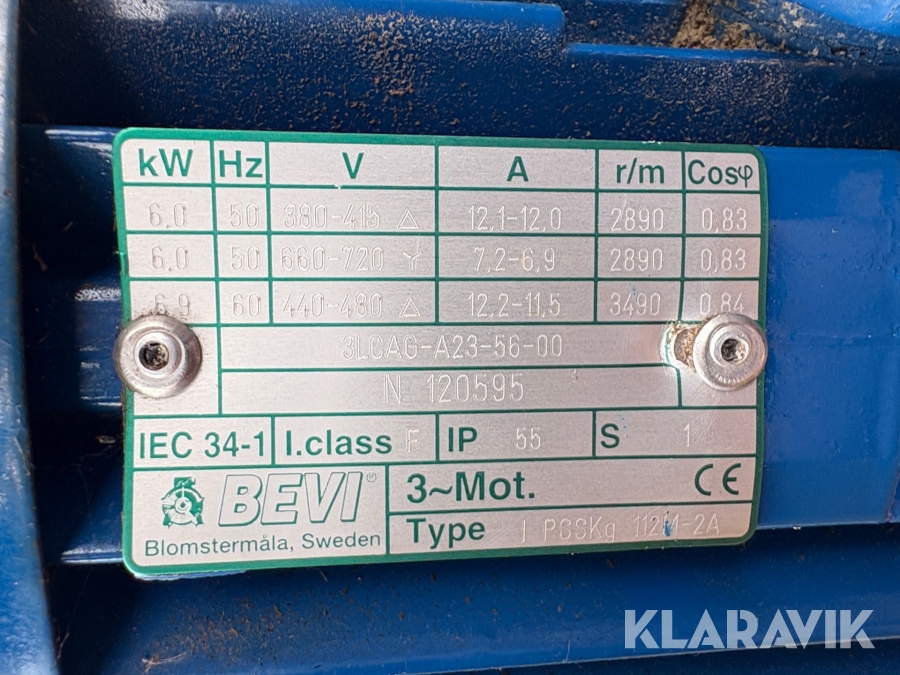 kW Hz V A r/m Cosφ
6,0 50 380-415 △ 12,1-12,0 2890 0,83
6,0 50 660-720 Y 7,2-6,9 2890 0,83
6,9 60 440-480 △ 12,2-11,5 3490 0,84
3LCAG-A23-56-00
N 120595
IEC 34-1 I.class F IP 55 S 1
BEVI® 3~Mot. CE
Blomstermåla, Sweden Type I PSSKg 112M-2A
KLARAVIK